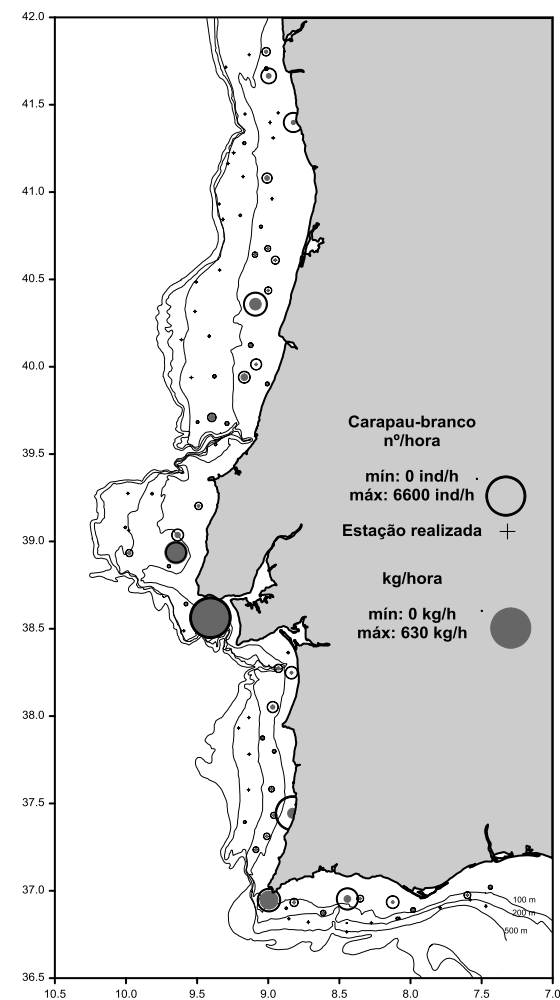 42.0
41.5
41.0
40.5
40.0
39.5
39.0
38.5
38.0
37.5
37.0
36.5
Carapau-branco
nº/hora
mín: 0 ind/h
máx: 6600 ind/h
Estação realizada
kg/hora
mín: 0 kg/h
máx: 630 kg/h
100 m
200 m
500 m
10.5 10.0 9.5 9.0 8.5 8.0 7.5 7.0